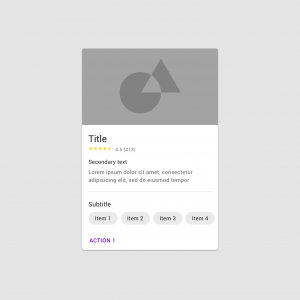 Title
★★★★★ 4.5 (413)
Secondary text
Lorem ipsum dolor sit amet, consectetur
adipisicing elit, sed do eiusmod tempor
Subtitle
Item 1 Item 2 Item 3 Item 4
ACTION 1